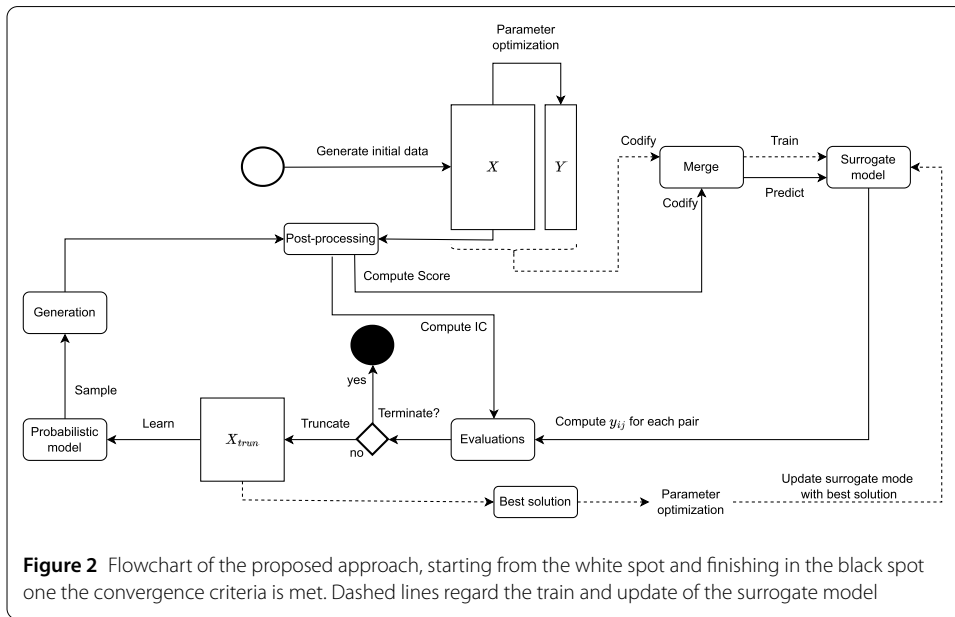 Parameter
optimization
Generate initial data
X
Y
Codify
Merge
Codify
Train
Predict
Surrogate
model
Post-processing
Compute Score
Generation
Compute IC
yes
Sample
Terminate?
Truncate
no
Learn
Probabilistic
model
X_{trun}
Evaluations
Compute y_{ij} for each pair
Best solution
Parameter
optimization
Update surrogate mode
with best solution
Figure 2 Flowchart of the proposed approach, starting from the white spot and finishing in the black spot
one the convergence criteria is met. Dashed lines regard the train and update of the surrogate model